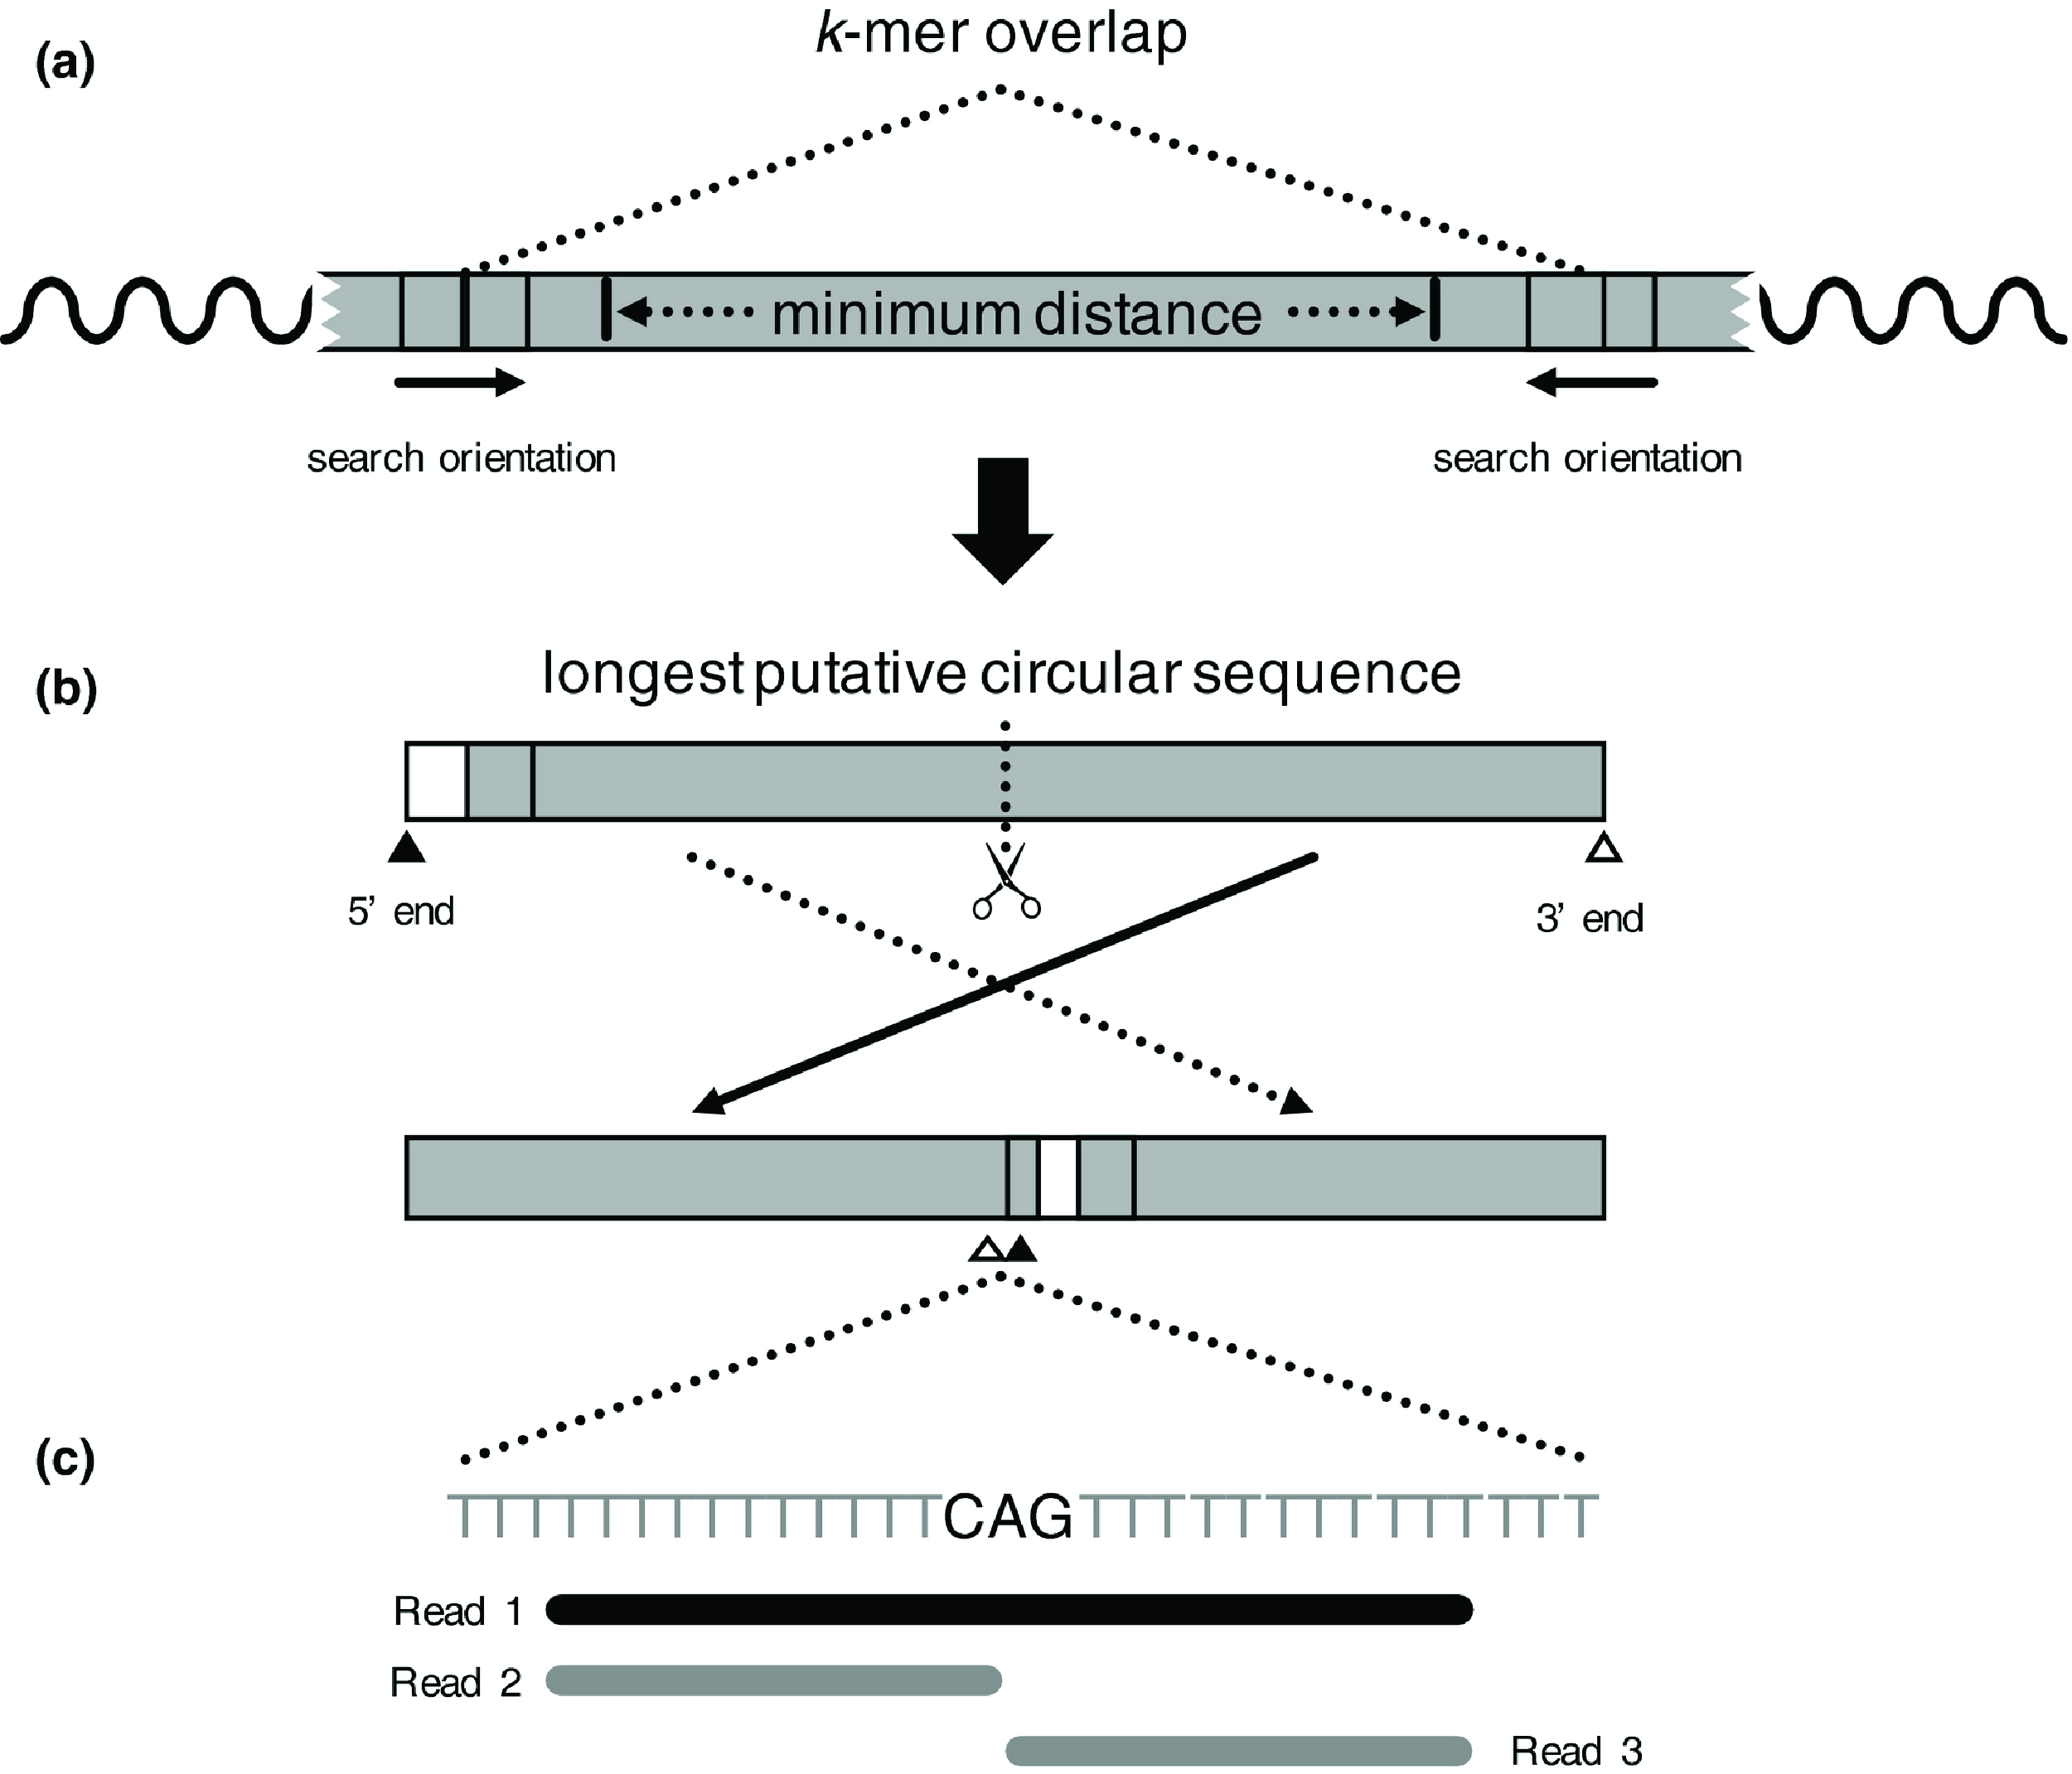 (a)
k-mer overlap
minimum distance
search orientation
search orientation
(b)
longest putative circular sequence
5’ end
3’ end
(c)
CAG
Read 1
Read 2
Read 3